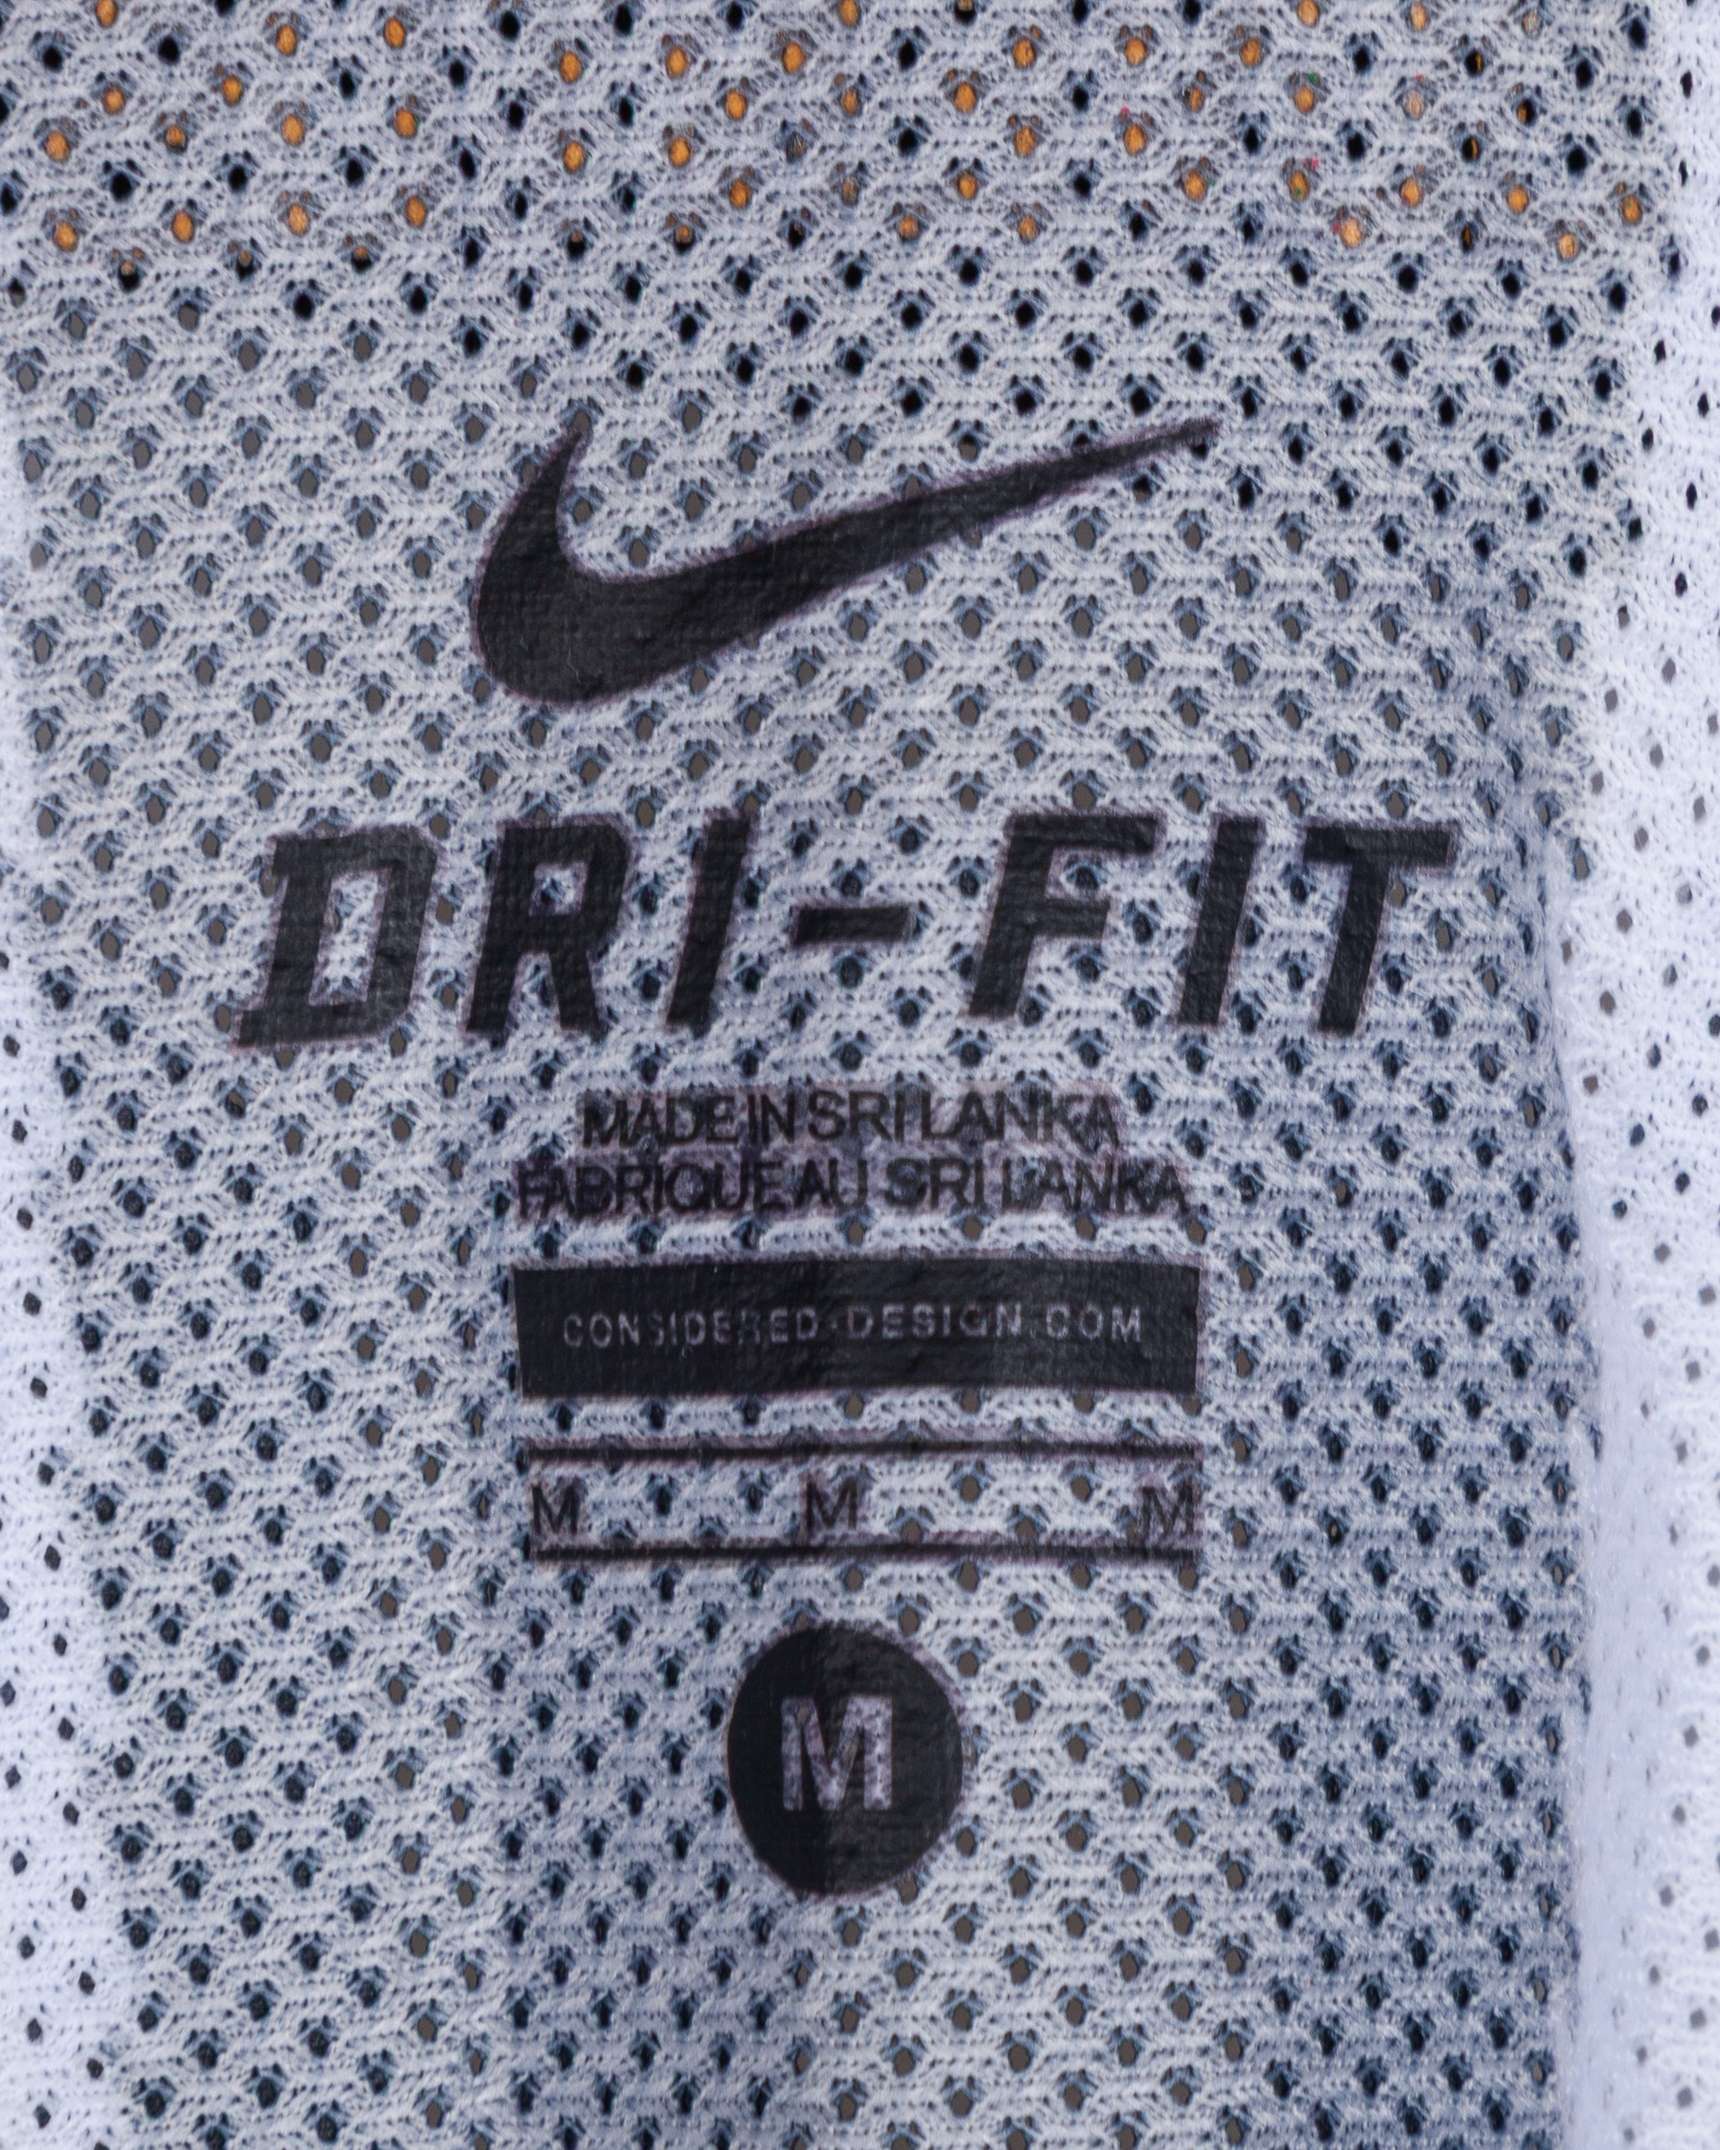 DRI-FIT
MADE IN SRI LANKA
FABRIQUE AU SRI LANKA
CONSIDERED-DESIGN.COM
M M M
M